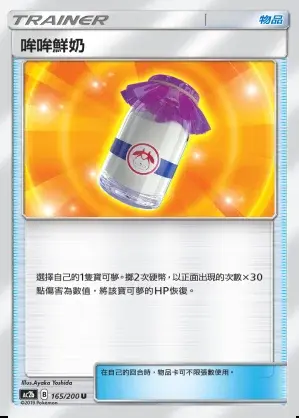 TRAINER 物品
哞哞鮮奶
選擇自己的1隻寶可夢。擲2次硬幣,以正面出現的次數×30
點傷害為數值,將該寶可夢的HP恢復。
在自己的回合時,物品卡可不限張數使用。
Illus.Ayaka Yoshida
AC2b B 165/200 U
©2019 Pokémon